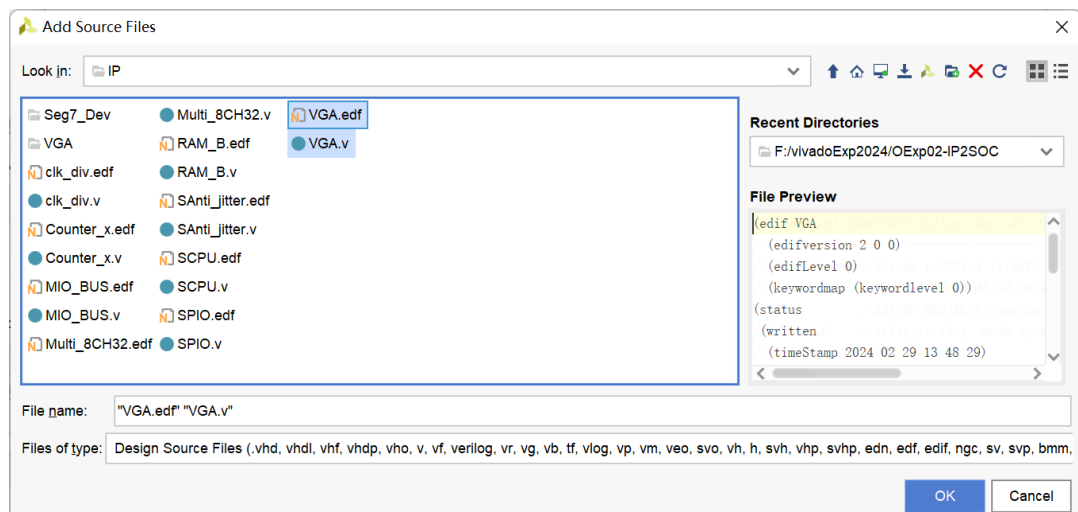 Add Source Files
Look in: IP
Seg7_Dev
VGA
clk_div.edf
clk_div.v
Counter_x.edf
Counter_x.v
MIO_BUS.edf
MIO_BUS.v
Multi_8CH32.edf
Multi_8CH32.v
RAM_B.edf
RAM_B.v
SAnti_jitter.edf
SAnti_jitter.v
SCPU.edf
SCPU.v
SPIO.edf
SPIO.v
VGA.edf
VGA.v
Recent Directories
F:/vivadoExp2024/OExp02-IP2SOC
File Preview
(edif VGA
(edifversion 2 0 0)
(edifLevel 0)
(keywordmap (keywordlevel 0))
(status
(written
(timeStamp 2024 02 29 13 48 29)
File name: "VGA.edf" "VGA.v"
Files of type: Design Source Files (.vhd, vhdl, vhf, vhdp, vho, v, vf, verilog, vr, vg, vb, tf, vlog, vp, vm, veo, svo, vh, h, svh, vhp, svhp, edn, edf, edif, ngc, sv, svp, bmm,
OK
Cancel